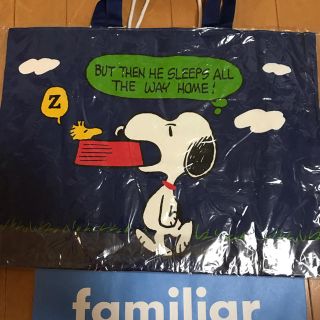 BUT THEN HE SLEEPS ALL
THE WAY HOME!
Z
familiar